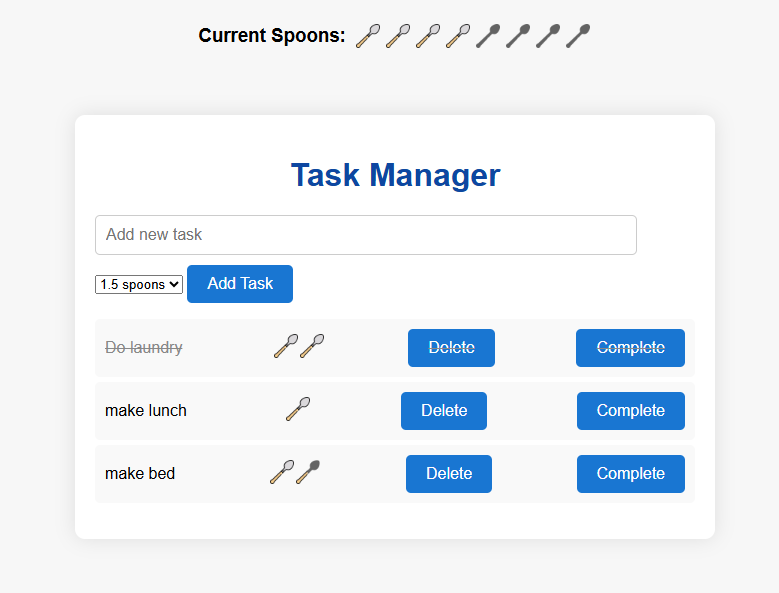 Current Spoons:
Task Manager
Add new task
1.5 spoons Add Task
Do laundry Delete Complete
make lunch Delete Complete
make bed Delete Complete